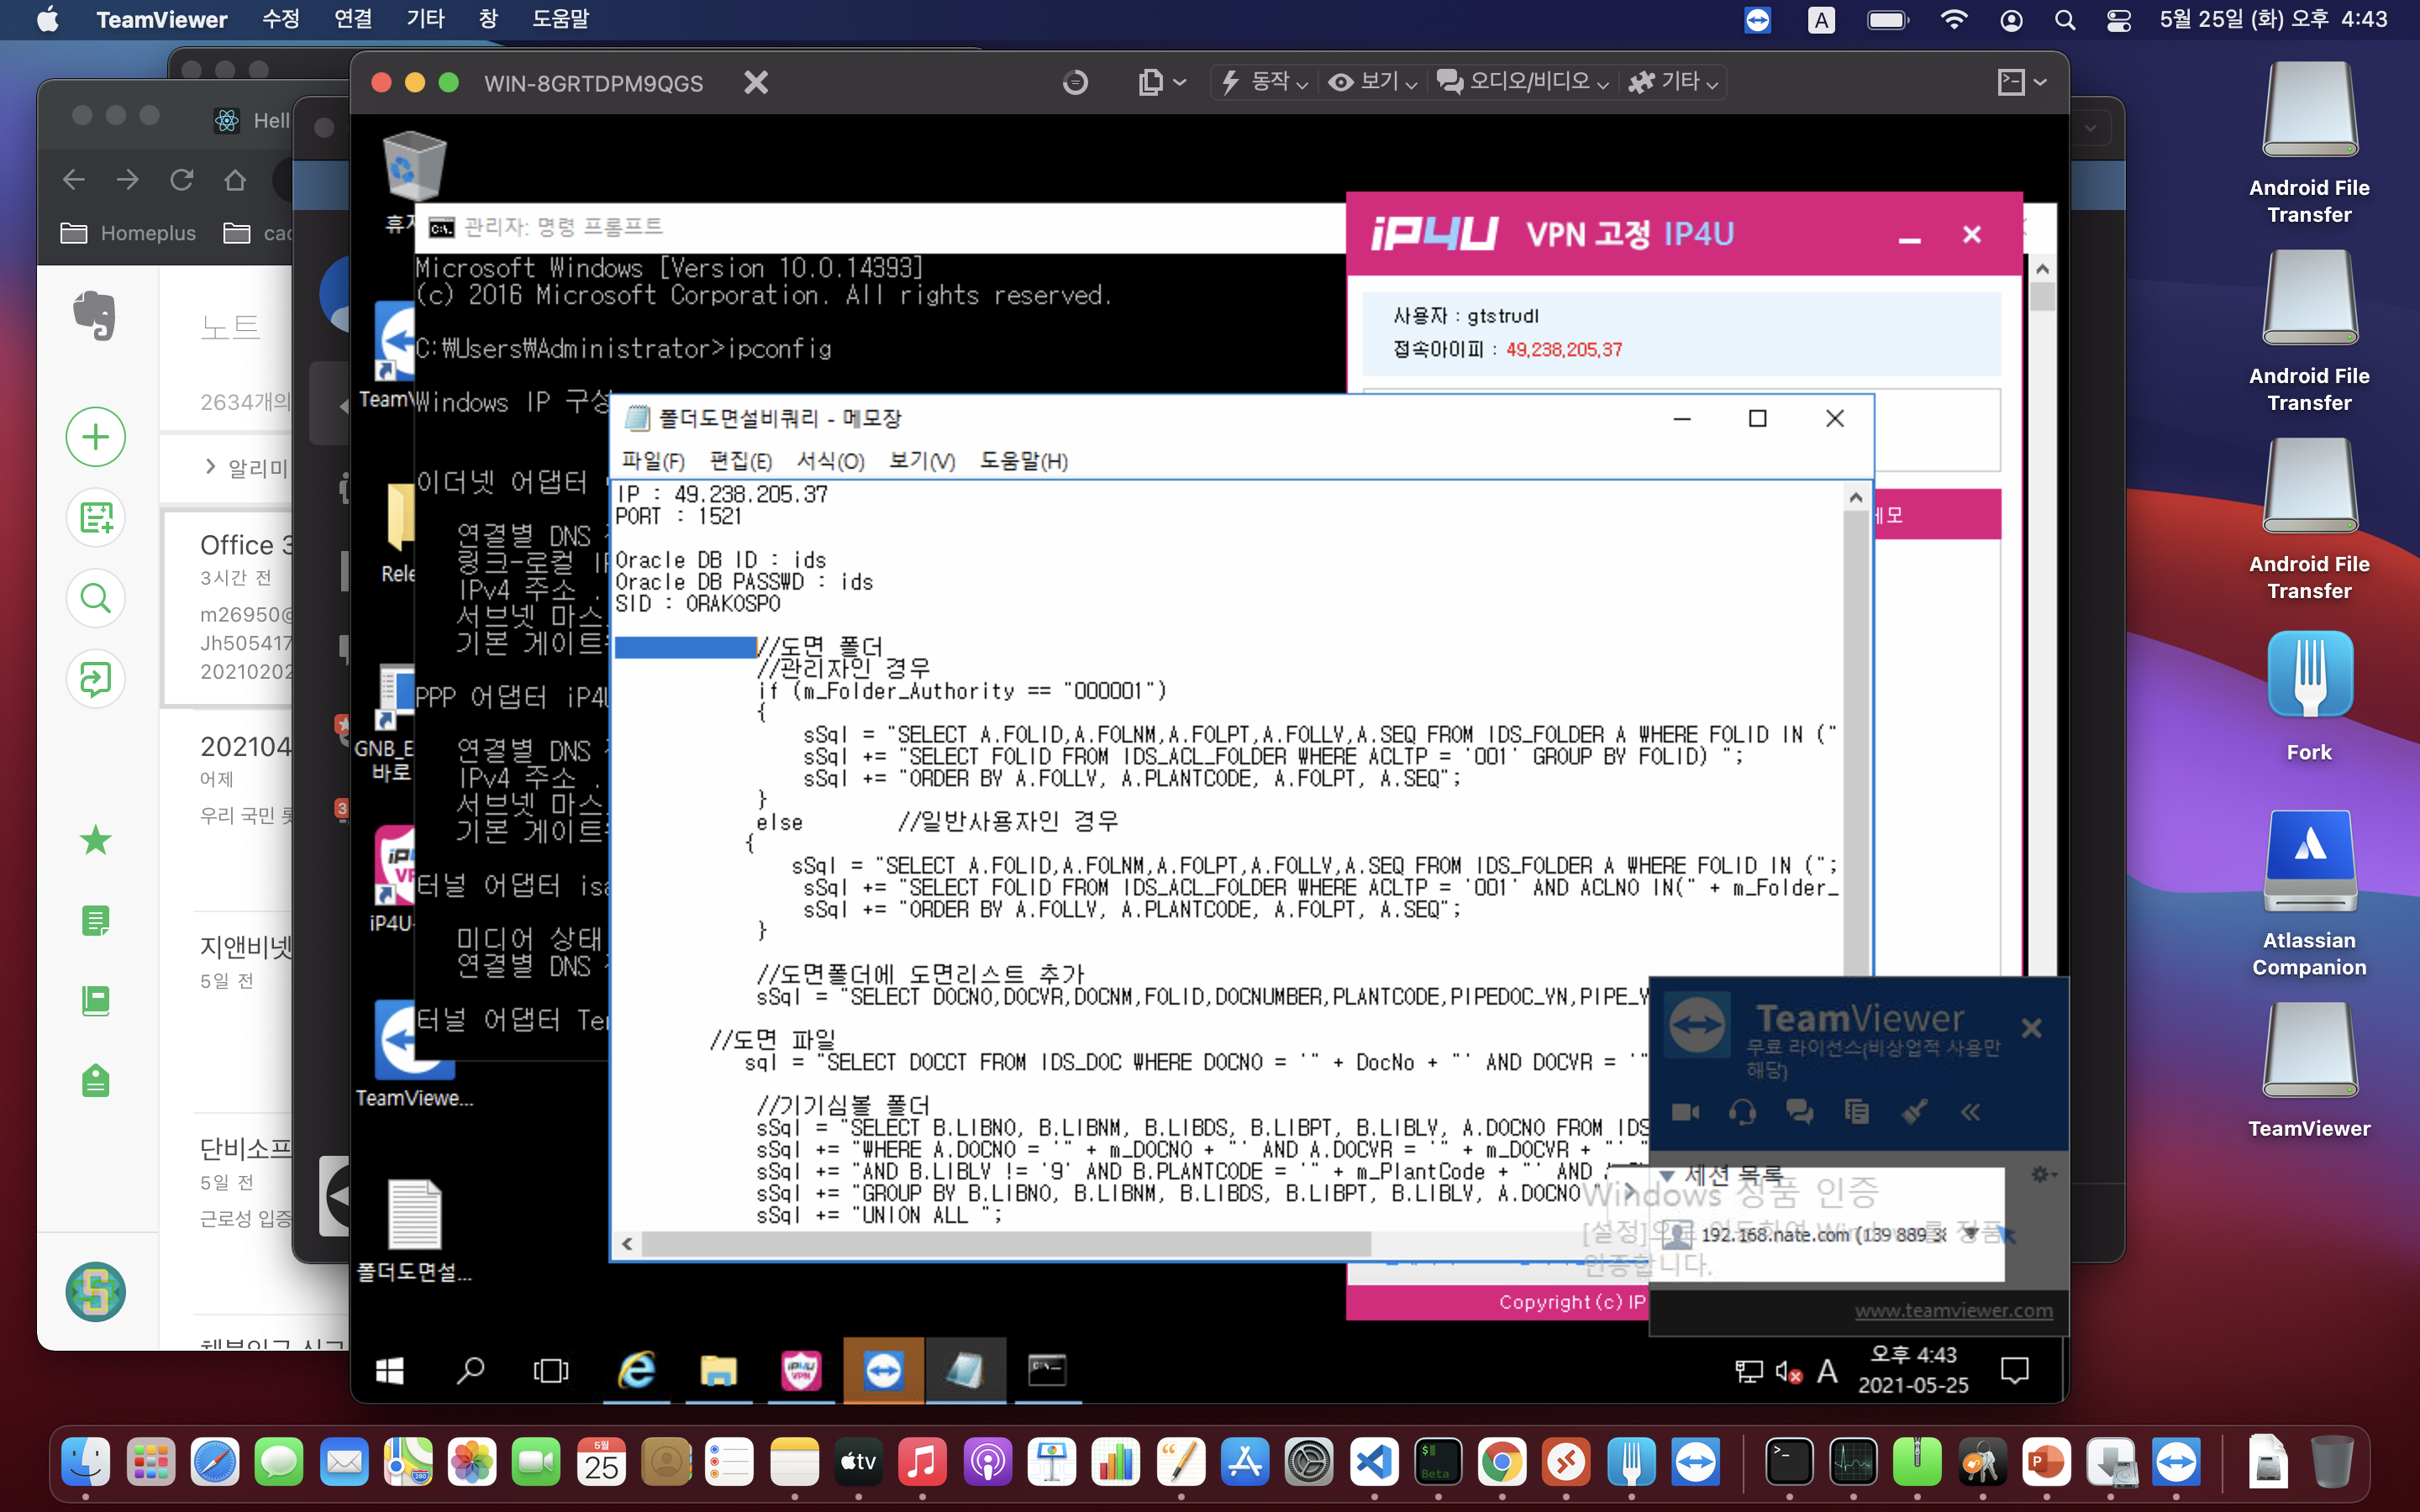 TeamViewer 수정 연결 기타 창 도움말
A
5월 25일 (화) 오후 4:43
WIN-8GRTDPM9QGS
동작 보기 오디오/비디오 기타
Hell
Homeplus
노트
2634개의
알리미
Office 3
3시간 전
m26950@
Jh505417
20210202
202104
어제
우리 국민
지앤비넷
5일 전
단비소프
5일 전
근로성 입증
TeamV
Rele
GNB_E
바로
iP4U-
TeamViewe...
폴더도면설...
관리자: 명령 프롬프트
Microsoft Windows [Version 10.0.14393]
(c) 2016 Microsoft Corporation. All rights reserved.
C:₩Users₩Administrator>ipconfig
Windows IP 구성
이더넷 어댑터
연결별 DNS
링크-로컬 IP
IPv4 주소 .
서브넷 마스
기본 게이트
PPP 어댑터 iP4U
연결별 DNS
IPv4 주소 .
서브넷 마스
기본 게이트
터널 어댑터 isa
미디어 상태
연결별 DNS
터널 어댑터 Ter
iP4U VPN 고정 IP4U
사용자 : gtstrudl
접속아이피 : 49,238,205,37
메모
Copyright (c) IP
폴더도면설비쿼리 - 메모장
파일(F) 편집(E) 서식(O) 보기(V) 도움말(H)
IP : 49.238.205.37
PORT : 1521
Oracle DB ID : ids
Oracle DB PASSWD : ids
SID : ORAKOSPO
//도면 폴더
//관리자인 경우
if (m_Folder_Authority == "000001")
{
sSql = "SELECT A.FOLID,A.FOLNM,A.FOLPT,A.FOLLV,A.SEQ FROM IDS_FOLDER A WHERE FOLID IN ("
sSql += "SELECT FOLID FROM IDS_ACL_FOLDER WHERE ACLTP = '001' GROUP BY FOLID) ";
sSql += "ORDER BY A.FOLLV, A.PLANTCODE, A.FOLPT, A.SEQ";
}
else //일반사용자인 경우
{
sSql = "SELECT A.FOLID,A.FOLNM,A.FOLPT,A.FOLLV,A.SEQ FROM IDS_FOLDER A WHERE FOLID IN (";
sSql += "SELECT FOLID FROM IDS_ACL_FOLDER WHERE ACLTP = '001' AND ACLNO IN(" + m_Folder_
sSql += "ORDER BY A.FOLLV, A.PLANTCODE, A.FOLPT, A.SEQ";
}
//도면폴더에 도면리스트 추가
sSql = "SELECT DOCNO,DOCVR,DOCNM,FOLID,DOCNUMBER,PLANTCODE,PIPEDOC_VN,PIPE_V
//도면 파일
sql = "SELECT DOCCT FROM IDS_DOC WHERE DOCNO = '" + DocNo + "' AND DOCVR = '"
//기기심볼 폴더
sSql = "SELECT B.LIBNO, B.LIBNM, B.LIBDS, B.LIBPT, B.LIBLV, A.DOCNO FROM IDS
sSql += "WHERE A.DOCNO = '" + m_DOCNO + "' AND A.DOCVR = '" + m_DOCVR + "' "
sSql += "AND B.LIBLV != '9' AND B.PLANTCODE = '" + m_PlantCode + "' AND
sSql += "GROUP BY B.LIBNO, B.LIBNM, B.LIBDS, B.LIBPT, B.LIBLV, A.DOCNO "
sSql += "UNION ALL ";
TeamViewer
무료 라이선스(비상업적 사용만
해당)
세션 목록
192.168.nate.com (139 889 3
www.teamviewer.com
Windows 정품 인증
[설정]으로 이동하여 Windows를 정품
인증합니다.
A
오후 4:43
2021-05-25
Android File
Transfer
Android File
Transfer
Android File
Transfer
Fork
Atlassian
Companion
TeamViewer
5월
25
tv
Beta